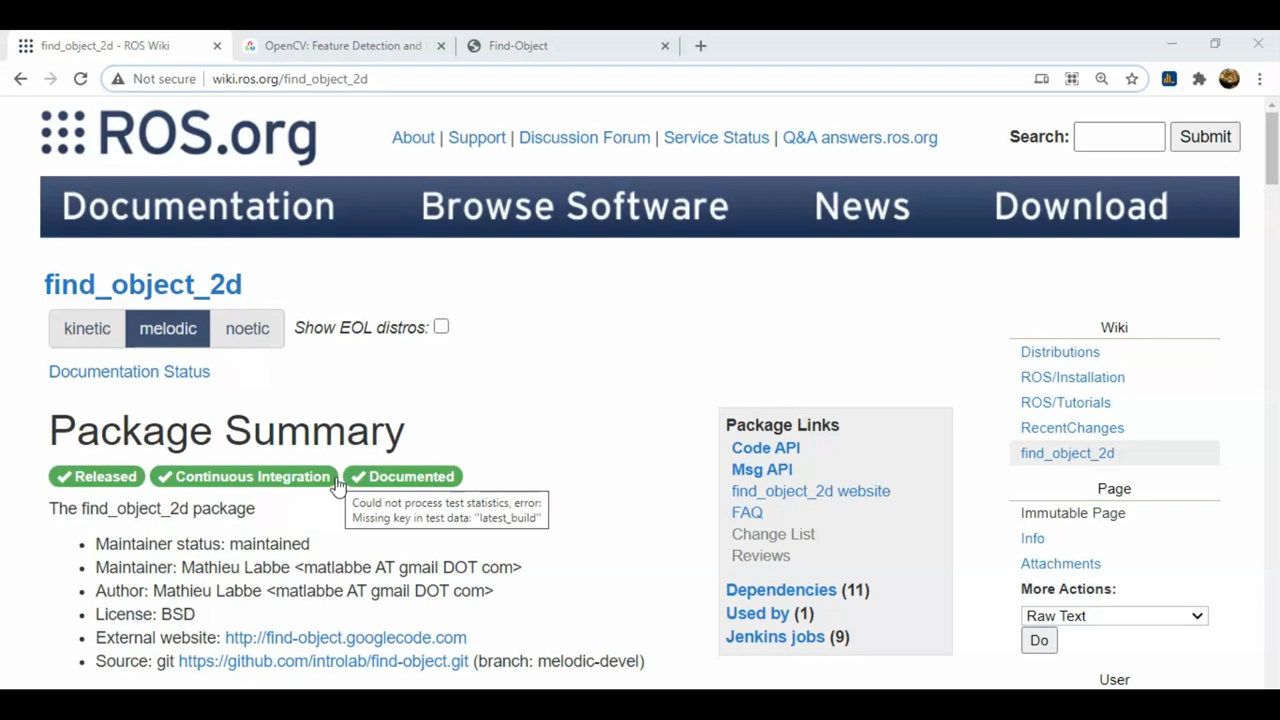 find_object_2d - ROS Wiki
OpenCV: Feature Detection and
Find-Object
Not secure
wiki.ros.org/find_object_2d
ROS.org
About | Support | Discussion Forum | Service Status | Q&A answers.ros.org
Search:
Submit
Documentation
Browse Software
News
Download
find_object_2d
kinetic
melodic
noetic
Show EOL distros:
Documentation Status
Package Summary
Released
Continuous Integration
Documented
Could not process test statistics, error:
Missing key in test data: "latest_build"
The find_object_2d package
• Maintainer status: maintained
• Maintainer: Mathieu Labbe <matlabbe AT gmail DOT com>
• Author: Mathieu Labbe <matlabbe AT gmail DOT com>
• License: BSD
• External website: http://find-object.googlecode.com
• Source: git https://github.com/introlab/find-object.git (branch: melodic-devel)
Package Links
Code API
Msg API
find_object_2d website
FAQ
Change List
Reviews
Dependencies (11)
Used by (1)
Jenkins jobs (9)
Wiki
Distributions
ROS/Installation
ROS/Tutorials
RecentChanges
find_object_2d
Page
Immutable Page
Info
Attachments
More Actions:
Raw Text
Do
User